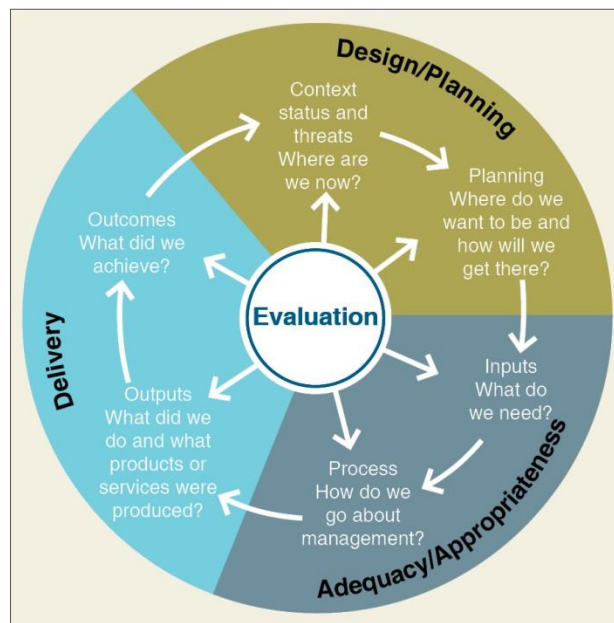 Design/Planning
Context
status and
threats
Where are
we now?
Planning
Where do we
want to be and
how will we
get there?
Inputs
What do
we need?
Adequacy/Appropriateness
Process
How do we
go about
management?
Outputs
What did we
do and what
products or
services were
produced?
Delivery
Outcomes
What did we
achieve?
Evaluation